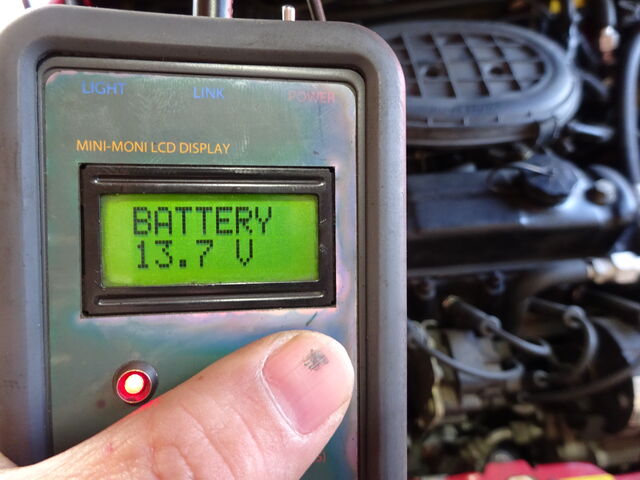 LIGHT LINK POWER
MINI-MONI LCD DISPLAY
BATTERY
13.7 V